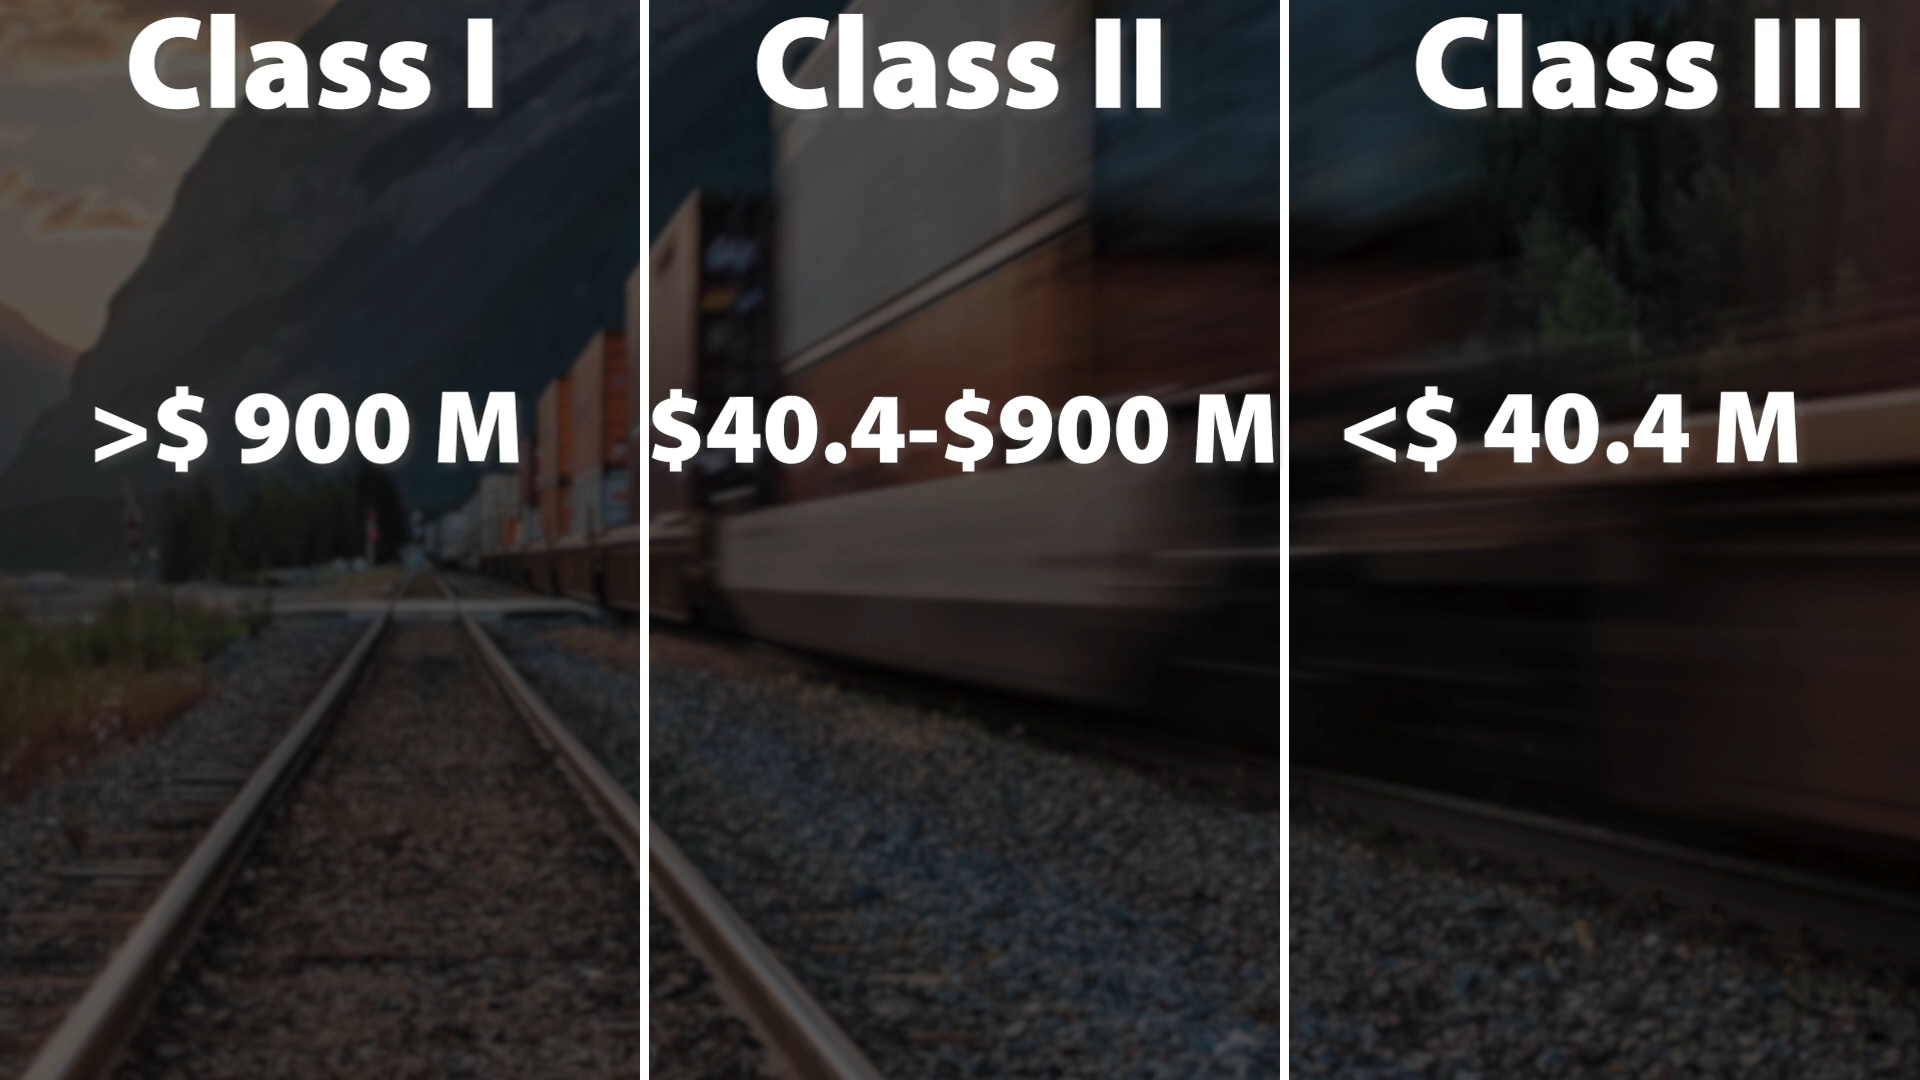 Class I
Class II
Class III
>$ 900 M
$40.4-$900 M
<$ 40.4 M